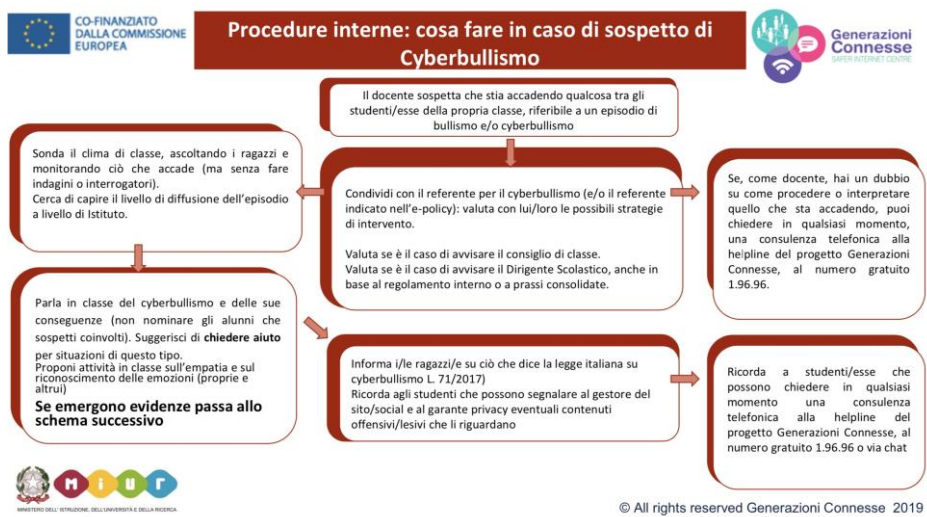 CO-FINANZIATO
DALLA COMMISSIONE
EUROPEA
Procedure interne: cosa fare in caso di sospetto di
Cyberbullismo
Generazioni
Connesse
SAFER INTERNET CENTRE
Il docente sospetta che stia accadendo qualcosa tra gli
studenti/esse della propria classe, riferibile a un episodio di
bullismo e/o cyberbullismo
Sonda il clima di classe, ascoltando i ragazzi e
monitorando ciò che accade (ma senza fare
indagini o interrogatori).
Cerca di capire il livello di diffusione dell'episodio
a livello di Istituto.
Condividi con il referente per il cyberbullismo (e/o il referente
indicato nell'e-policy): valuta con lui/loro le possibili strategie
di intervento.
Valuta se è il caso di avvisare il consiglio di classe.
Valuta se è il caso di avvisare il Dirigente Scolastico, anche in
base al regolamento interno o a prassi consolidate.
Se, come docente, hai un dubbio
su come procedere o interpretare
quello che sta accadendo, puoi
chiedere in qualsiasi momento,
una consulenza telefonica alla
helpline del progetto Generazioni
Connesse, al numero gratuito
1.96.96.
Parla in classe del cyberbullismo e delle sue
conseguenze (non nominare gli alunni che
sospetti coinvolti). Suggerisci di chiedere aiuto
per situazioni di questo tipo.
Proponi attività in classe sull'empatia e sul
riconoscimento delle emozioni (proprie e
altrui)
Se emergono evidenze passa allo
schema successivo
Informa i/le ragazzi/e su ciò che dice la legge italiana su
cyberbullismo L. 71/2017)
Ricorda agli studenti che possono segnalare al gestore del
sito/social e al garante privacy eventuali contenuti
offensivi/lesivi che li riguardano
Ricorda a studenti/esse che
possono chiedere in qualsiasi
momento una consulenza
telefonica alla helpline del
progetto Generazioni Connesse, al
numero gratuito 1.96.96 o via chat
miur
MINISTERO DELL'ISTRUZIONE, DELL'UNIVERSITÀ E DELLA RICERCA
© All rights reserved Generazioni Connesse 2019